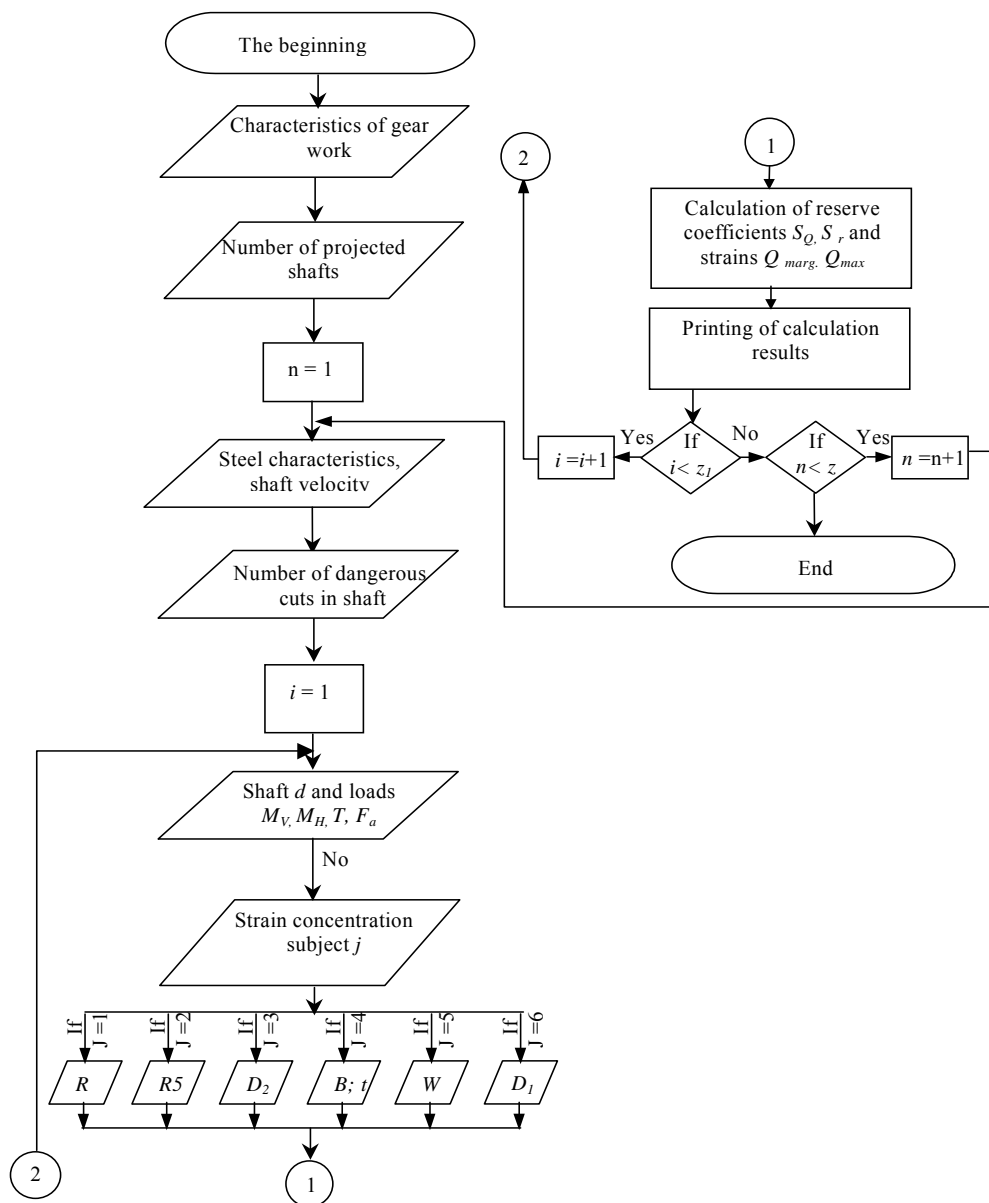 The beginning
Characteristics of gear
work
Number of projected
shafts
n = 1
Steel characteristics,
shaft velocitv
Number of dangerous
cuts in shaft
i = 1
Shaft d and loads
M_V, M_H, T, F_a
No
Strain concentration
subject j
If
J =1
If
J =2
If
J =3
If
J =4
If
J =5
If
J =6
R
R5
D_2
B; t
W
D_1
2
1
2
1
Calculation of reserve
coefficients S_Q, S_r and
strains Q_marg. Q_max
Printing of calculation
results
i =i+1
Yes
If
i< z_1
No
If
n< z
Yes
n =n+1
End